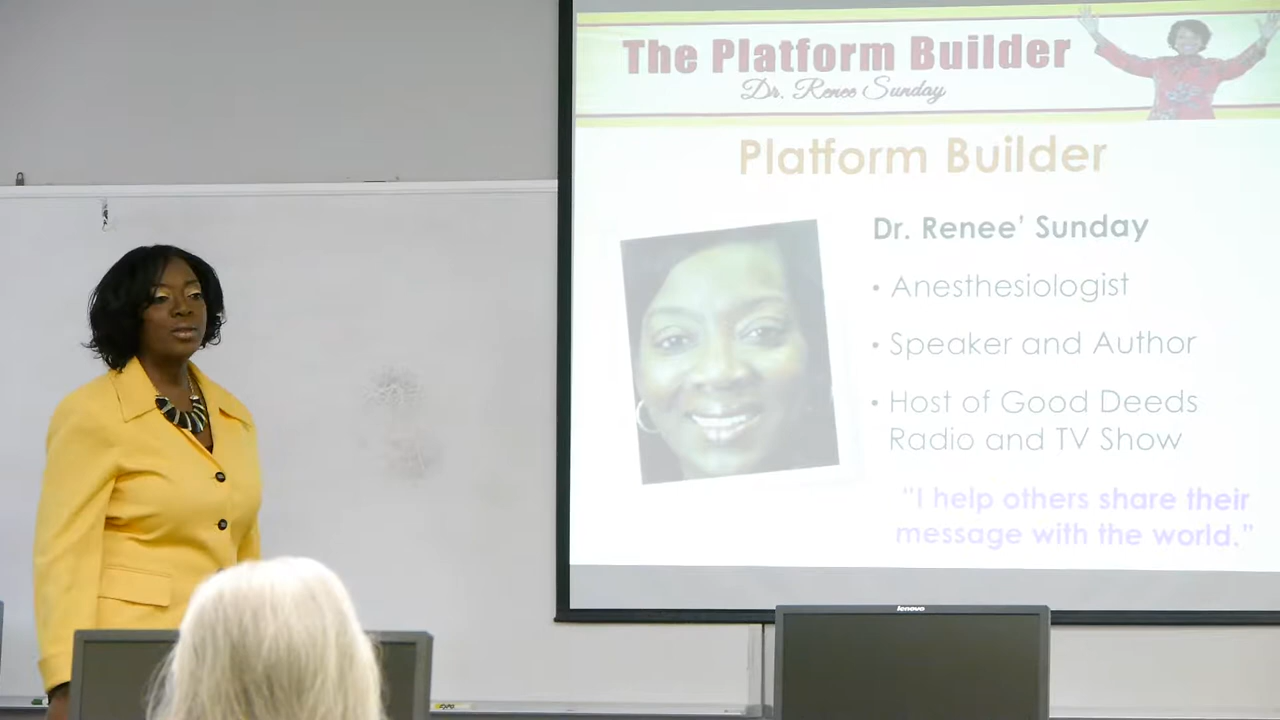 The Platform Builder
Dr. Renee Sunday
Platform Builder
Dr. Renee' Sunday
• Anesthesiologist
• Speaker and Author
• Host of Good Deeds
Radio and TV Show
"I help others share their
message with the world."
lenovo